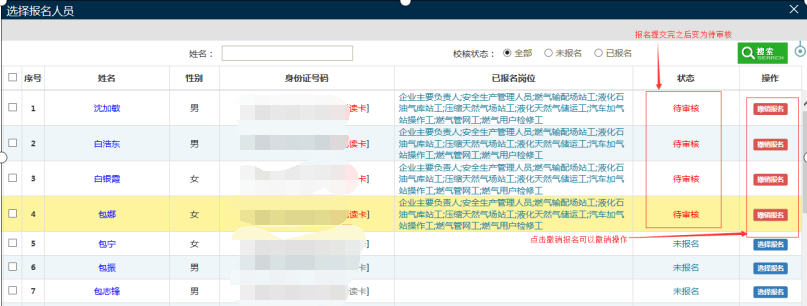 选择报名人员
报名提交完之后变为待审核
姓名： 校核状态： 全部 未报名 已报名 搜索 SEARCH
序号 姓名 性别 身份证号码 已报名岗位 状态 操作
1 沈加敏 男 读卡] 企业主要负责人;安全生产管理人员;燃气输配场站工;液化石
油气库站工;压缩天然气场站工;液化天然气储运工;汽车加气
站操作工;燃气管网工;燃气用户检修工 待审核 撤销报名
2 白浩东 男 读卡] 企业主要负责人;安全生产管理人员;燃气输配场站工;液化石
油气库站工;压缩天然气场站工;液化天然气储运工;汽车加气
站操作工;燃气管网工;燃气用户检修工 待审核 撤销报名
3 白银霞 女 卡] 企业主要负责人;安全生产管理人员;燃气输配场站工;液化石
油气库站工;压缩天然气场站工;液化天然气储运工;汽车加气
站操作工;燃气管网工;燃气用户检修工 待审核 撤销报名
4 包娜 女 读卡] 企业主要负责人;安全生产管理人员;燃气输配场站工;液化石
油气库站工;压缩天然气场站工;液化天然气储运工;汽车加气
站操作工;燃气管网工;燃气用户检修工 待审核 撤销报名
点击撤销报名可以撤销操作
5 包宁 女 卡] 未报名 选择报名
6 包振 男 卡] 未报名 选择报名
7 包志锋 男 卡] 未报名 选择报名